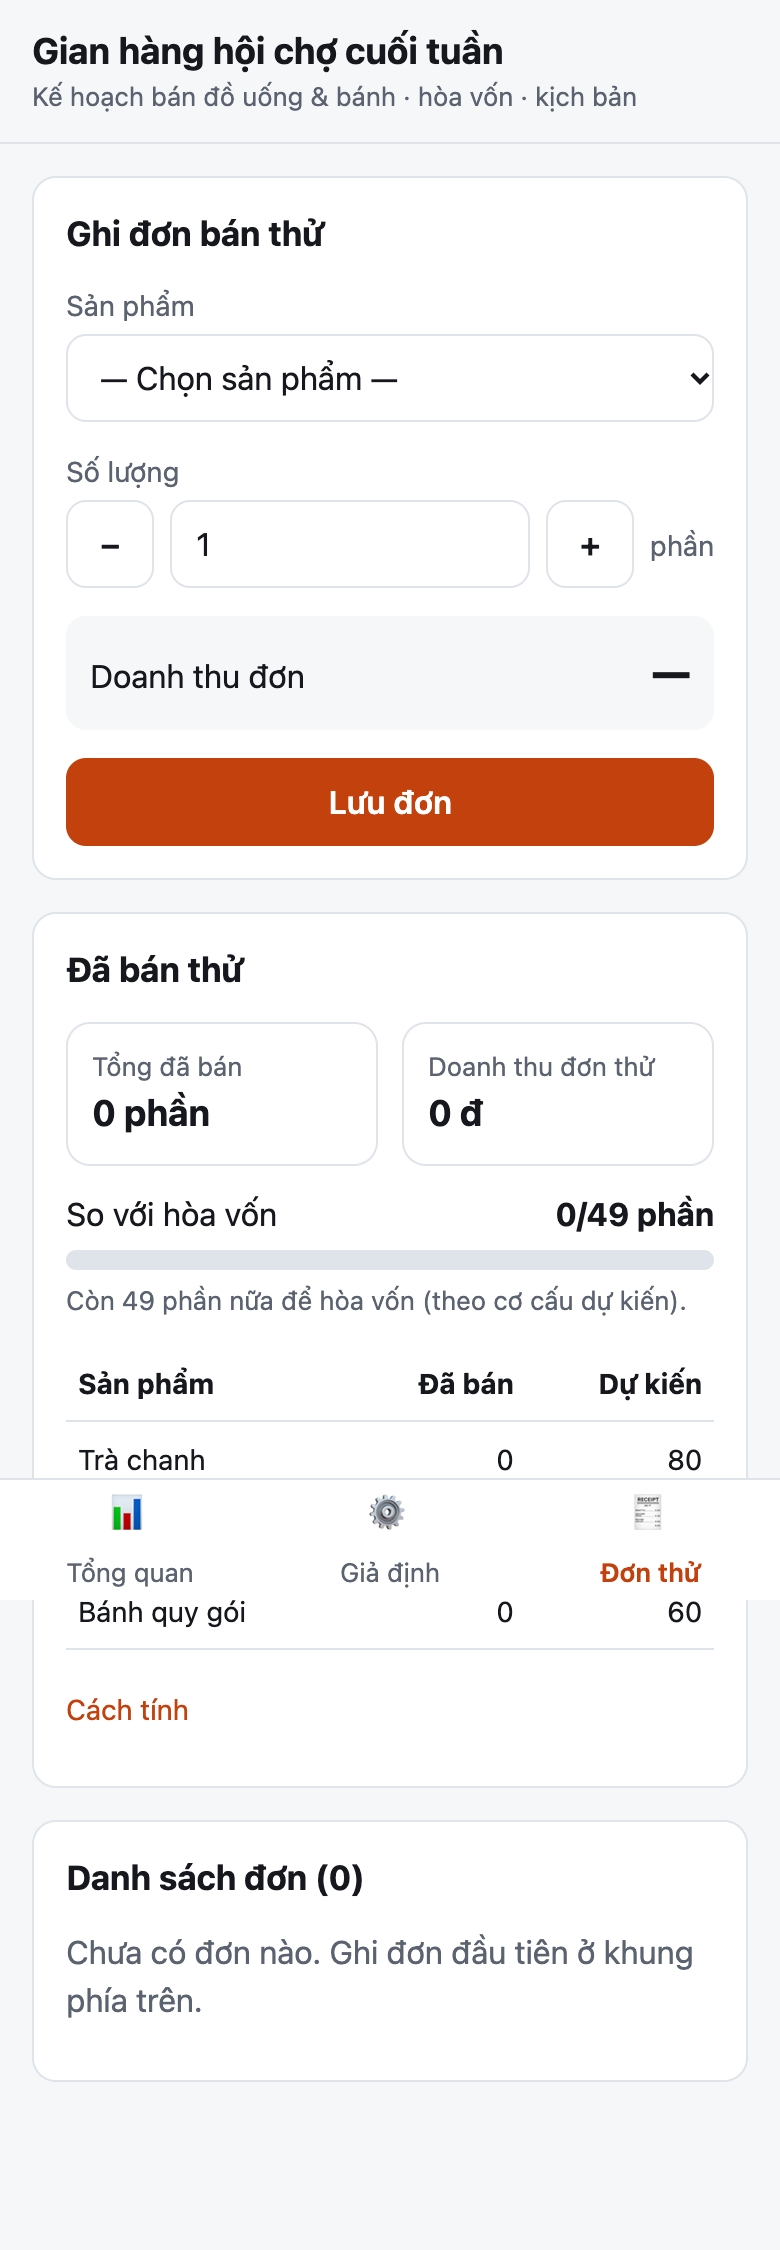 Gian hàng hội chợ cuối tuần
Kế hoạch bán đồ uống & bánh · hòa vốn · kịch bản
Ghi đơn bán thử
Sản phẩm
— Chọn sản phẩm —
Số lượng
− 1 + phần
Doanh thu đơn —
Lưu đơn
Đã bán thử
Tổng đã bán
0 phần
Doanh thu đơn thử
0 đ
So với hòa vốn 0/49 phần
Còn 49 phần nữa để hòa vốn (theo cơ cấu dự kiến).
Sản phẩm Đã bán Dự kiến
Trà chanh 0 80
RECEIPT
Tổng quan Giả định Đơn thử
Bánh quy gói 0 60
Cách tính
Danh sách đơn (0)
Chưa có đơn nào. Ghi đơn đầu tiên ở khung
phía trên.